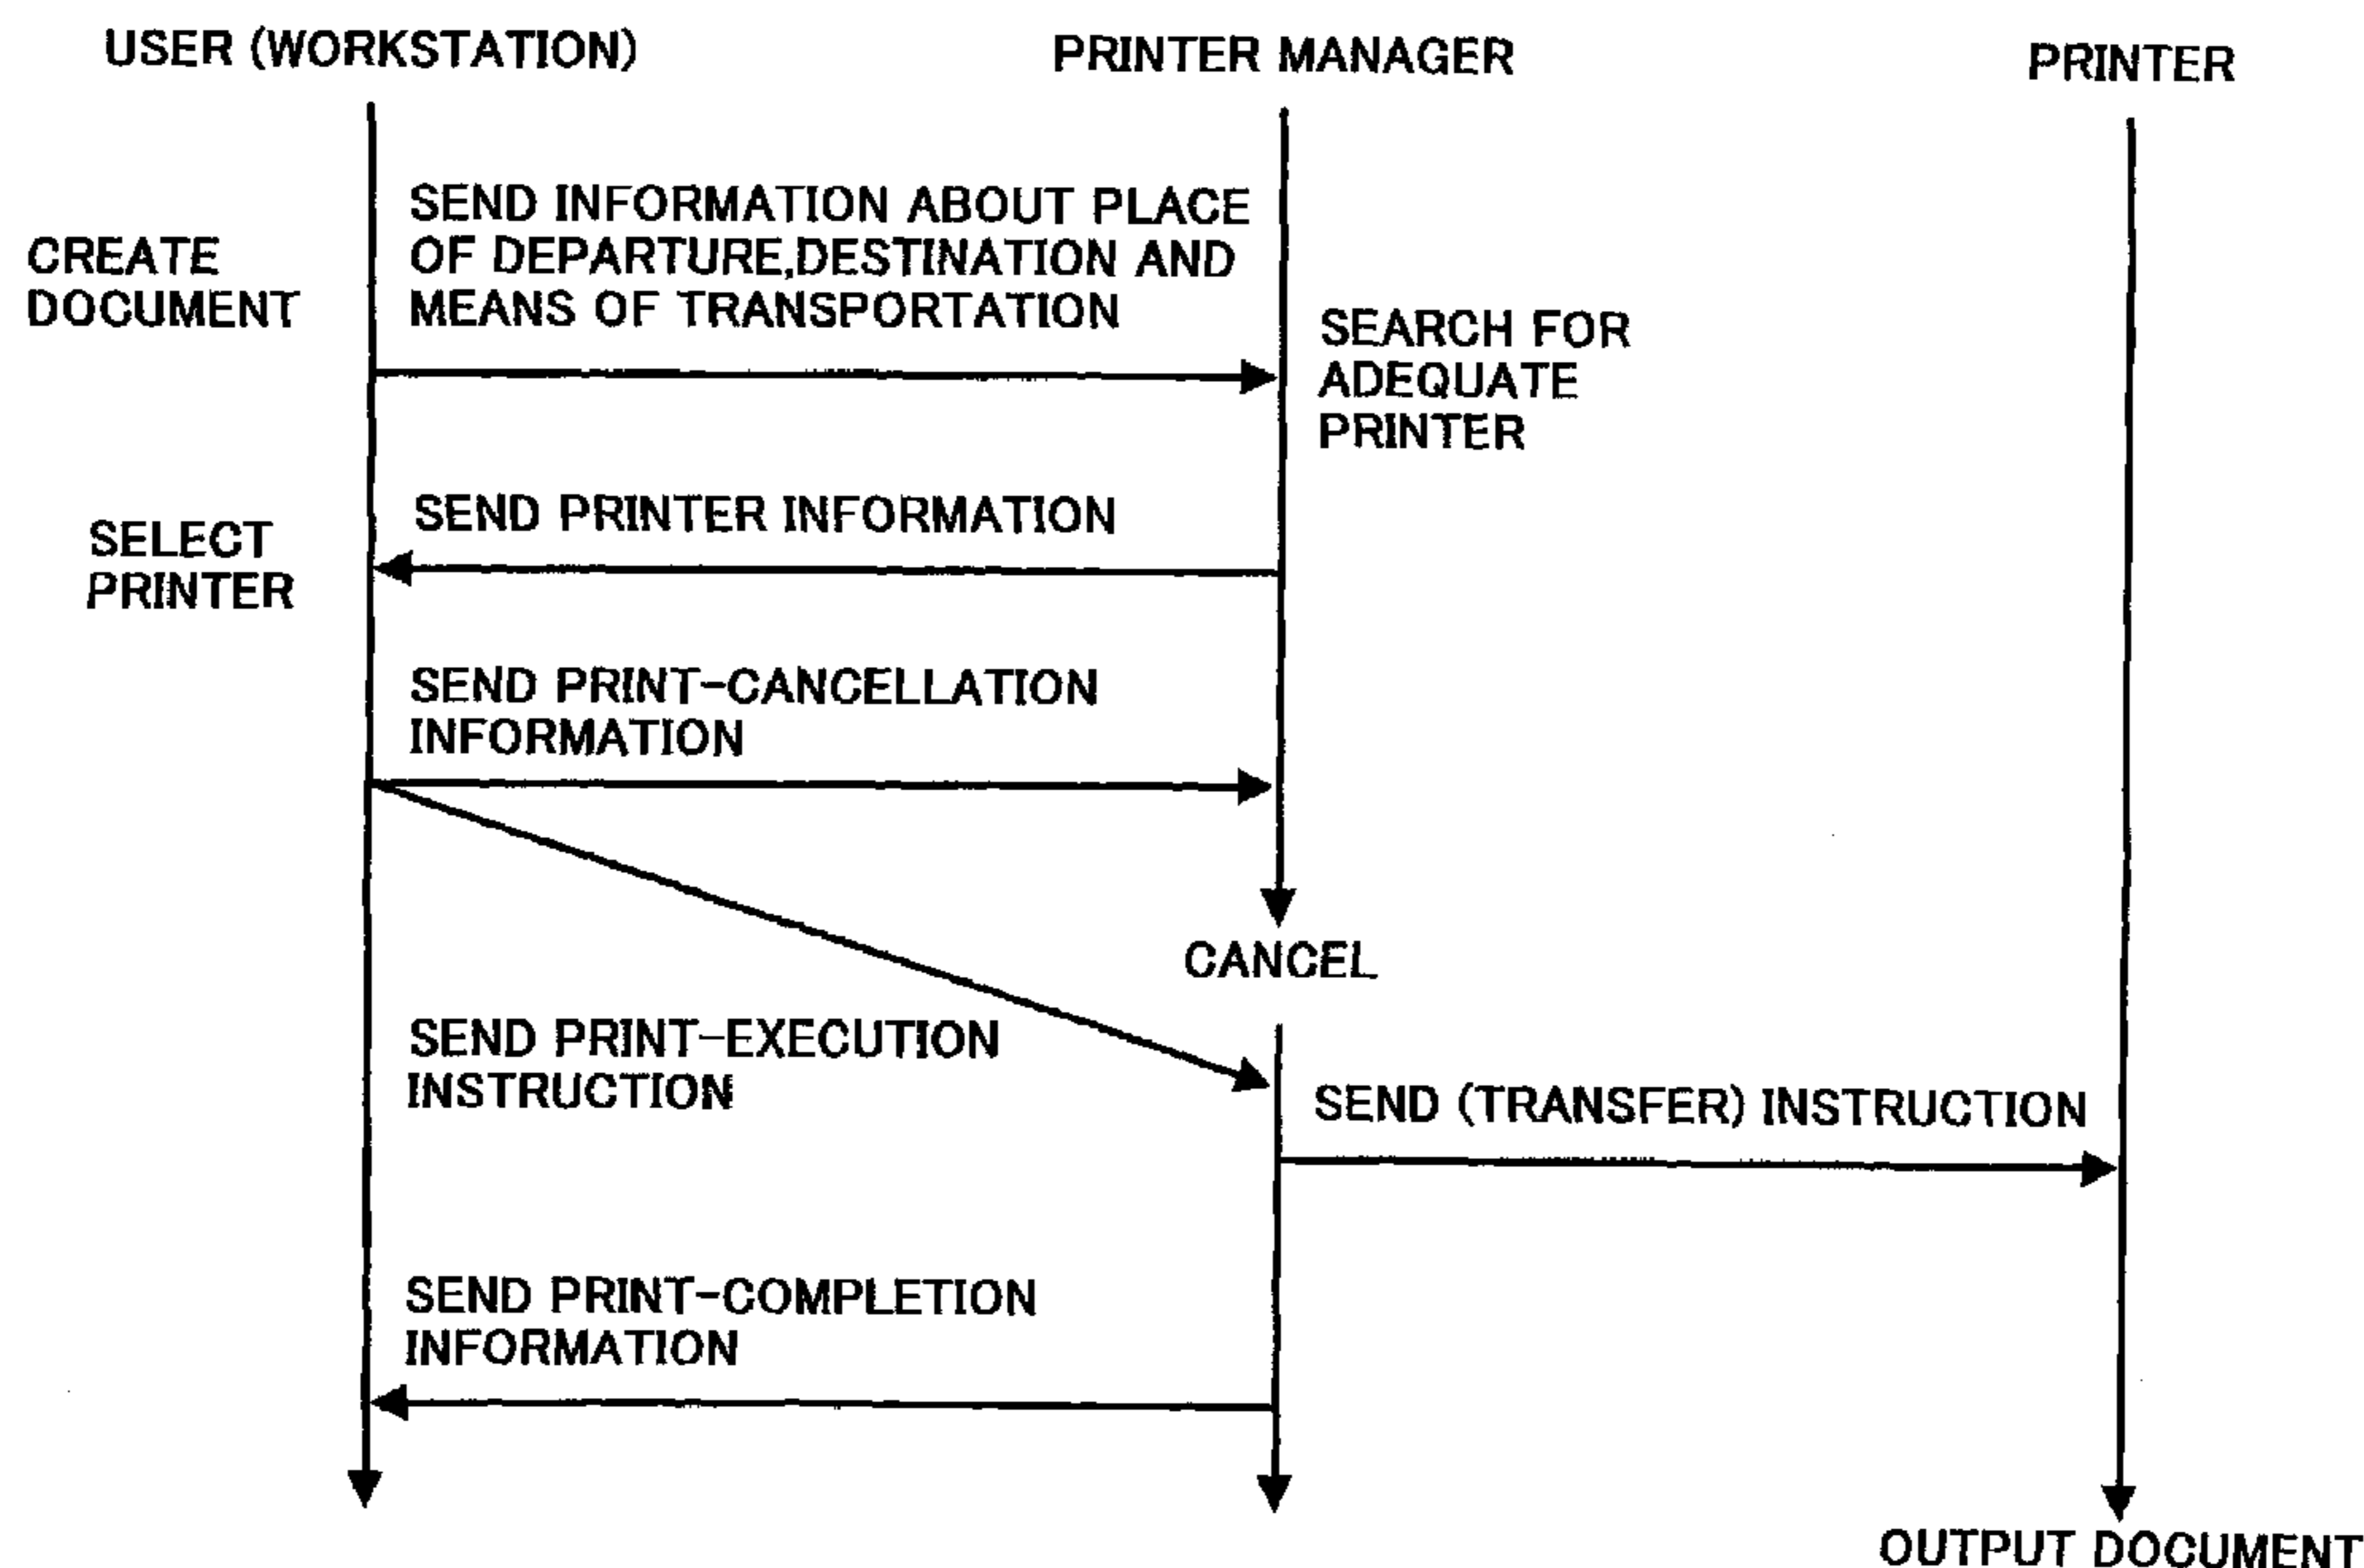 USER (WORKSTATION)
PRINTER MANAGER
PRINTER
SEND INFORMATION ABOUT PLACE
OF DEPARTURE,DESTINATION AND
MEANS OF TRANSPORTATION
CREATE
DOCUMENT
SEARCH FOR
ADEQUATE
PRINTER
SEND PRINTER INFORMATION
SELECT
PRINTER
SEND PRINT-CANCELLATION
INFORMATION
CANCEL
SEND PRINT-EXECUTION
INSTRUCTION
SEND (TRANSFER) INSTRUCTION
SEND PRINT-COMPLETION
INFORMATION
OUTPUT DOCUMENT